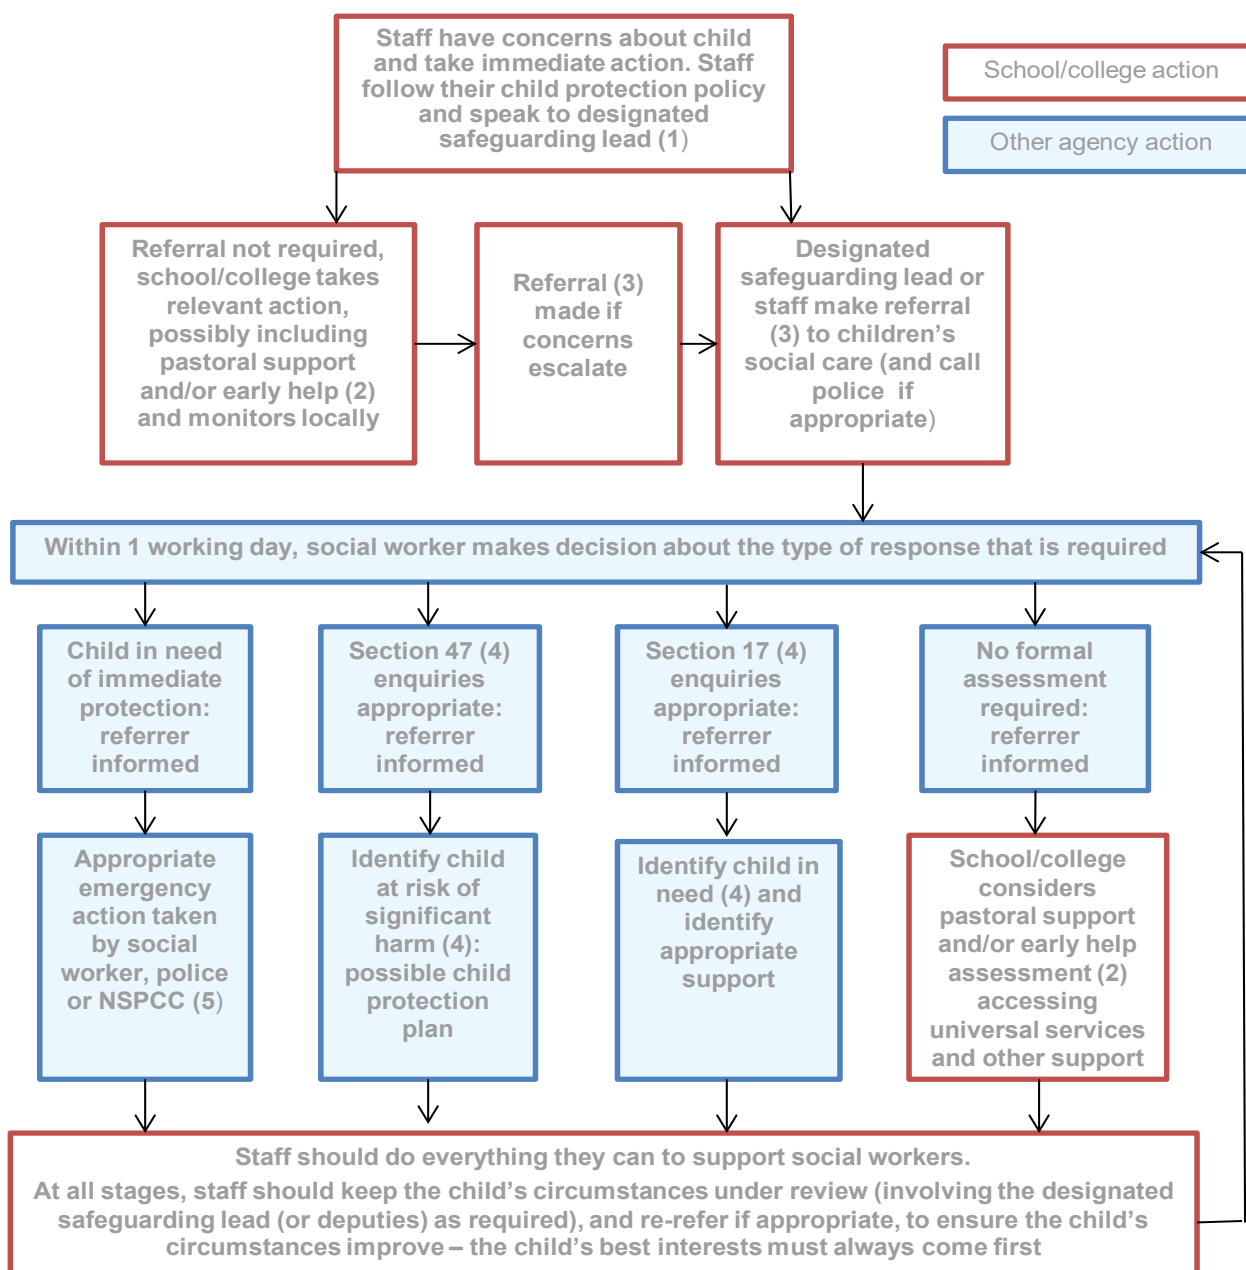 Staff have concerns about child
and take immediate action. Staff
follow their child protection policy
and speak to designated
safeguarding lead (1)
School/college action
Other agency action
Referral not required,
school/college takes
relevant action,
possibly including
pastoral support
and/or early help (2)
and monitors locally
Referral (3)
made if
concerns
escalate
Designated
safeguarding lead or
staff make referral
(3) to children’s
social care (and call
police if
appropriate)
Within 1 working day, social worker makes decision about the type of response that is required
Child in need
of immediate
protection:
referrer
informed
Section 47 (4)
enquiries
appropriate:
referrer
informed
Section 17 (4)
enquiries
appropriate:
referrer
informed
No formal
assessment
required:
referrer
informed
Appropriate
emergency
action taken
by social
worker, police
or NSPCC (5)
Identify child
at risk of
significant
harm (4):
possible child
protection
plan
Identify child in
need (4) and
identify
appropriate
support
School/college
considers
pastoral support
and/or early help
assessment (2)
accessing
universal services
and other support
Staff should do everything they can to support social workers.
At all stages, staff should keep the child’s circumstances under review (involving the designated
safeguarding lead (or deputies) as required), and re-refer if appropriate, to ensure the child’s
circumstances improve – the child’s best interests must always come first